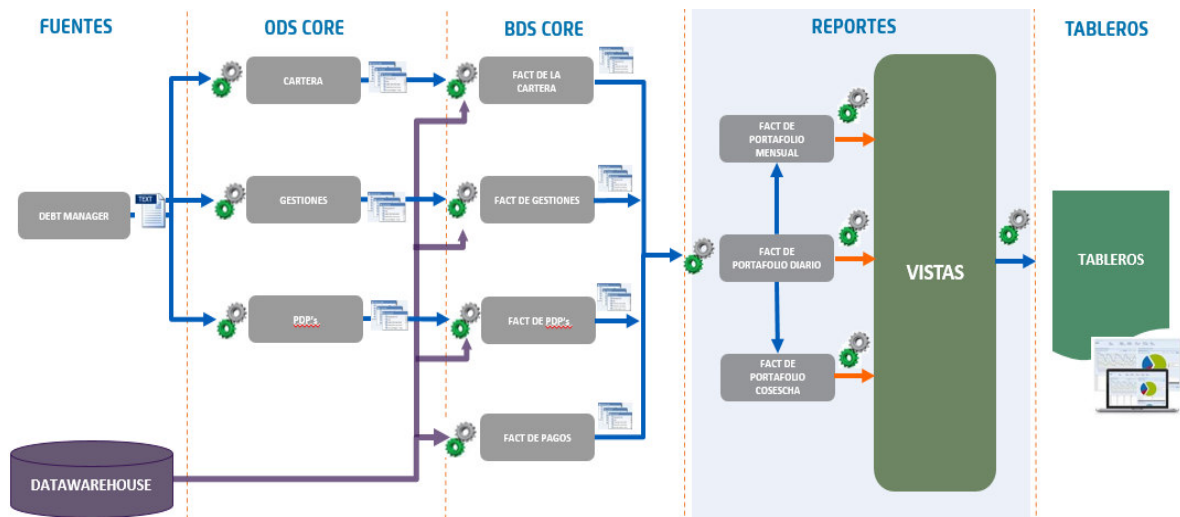 FUENTES
ODS CORE
BDS CORE
REPORTES
TABLEROS
DEBT MANAGER
TEXT
DATAWAREHOUSE
CARTERA
GESTIONES
PDP's
FACT DE LA
CARTERA
FACT DE GESTIONES
FACT DE PDP's
FACT DE PAGOS
FACT DE
PORTAFOLIO
MENSUAL
FACT DE
PORTAFOLIO DIARIO
FACT DE
PORTAFOLIO
COSESCHA
VISTAS
TABLEROS